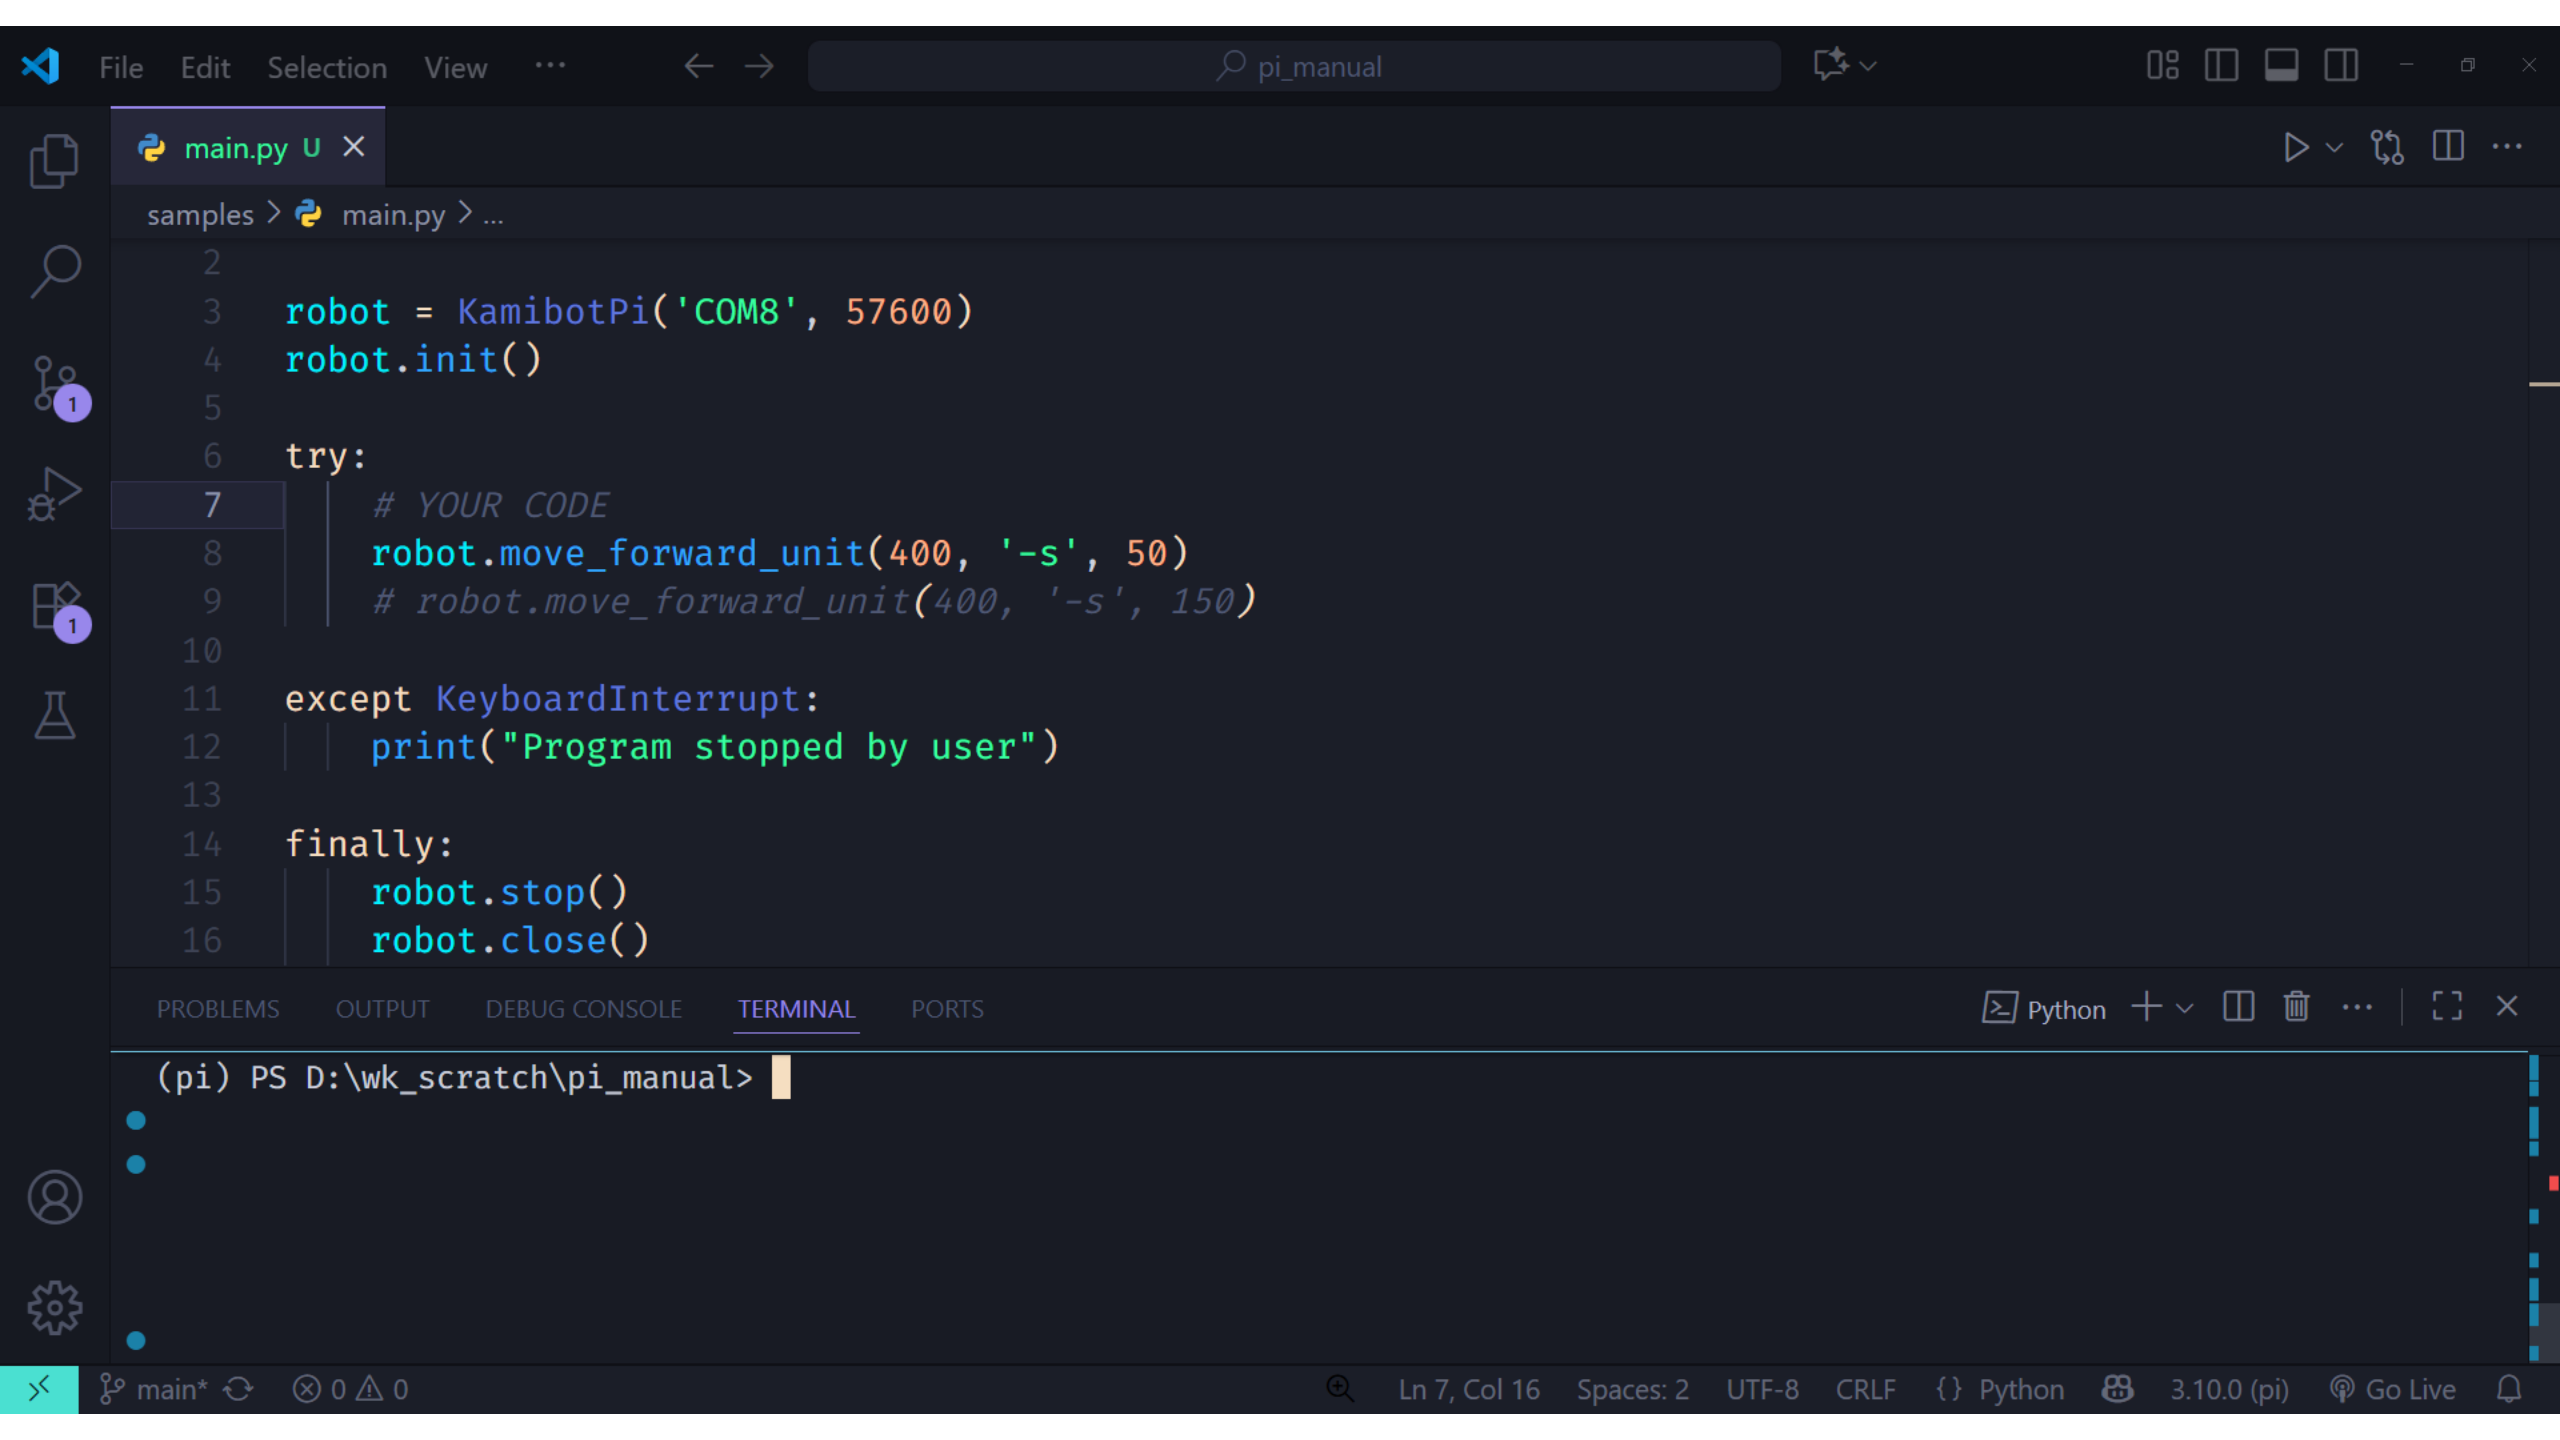 File Edit Selection View ··· pi_manual
main.py U
samples > main.py > ...
2
3 robot = KamibotPi('COM8', 57600)
4 robot.init()
5
6 try:
7 # YOUR CODE
8 robot.move_forward_unit(400, '-s', 50)
9 # robot.move_forward_unit(400, '-s', 150)
10
11 except KeyboardInterrupt:
12 print("Program stopped by user")
13
14 finally:
15 robot.stop()
16 robot.close()
1
1
PROBLEMS OUTPUT DEBUG CONSOLE TERMINAL PORTS Python
(pi) PS D:\wk_scratch\pi_manual>
main* 0 0 Ln 7, Col 16 Spaces: 2 UTF-8 CRLF {} Python 3.10.0 (pi) Go Live